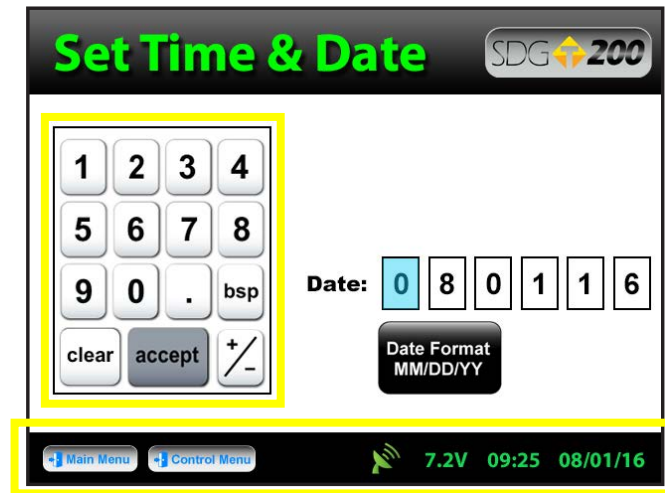 Set Time & Date
SDG T 200
1 2 3 4
5 6 7 8
9 0 . bsp
clear accept +/-
Date: 0 8 0 1 1 6
Date Format
MM/DD/YY
Main Menu Control Menu 7.2V 09:25 08/01/16